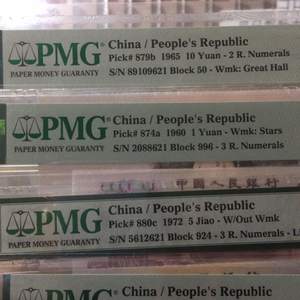 PMG®
PAPER MONEY GUARANTY
China / People's Republic
Pick# 879b 1965 10 Yuan - 2 R. Numerals
S/N 89109621 Block 50 - Wmk: Great Hall
PMG®
PAPER MONEY GUARANTY
China / People's Republic
Pick# 874a 1960 1 Yuan - Wmk: Stars
S/N 2088621 Block 996 - 3 R. Numerals
中国人民银行
PMG®
PAPER MONEY GUARANTY
China / People's Republic
Pick# 880c 1972 5 Jiao - W/Out Wmk
S/N 5612621 Block 924 - 3 R. Numerals - Li
China / People's Republic